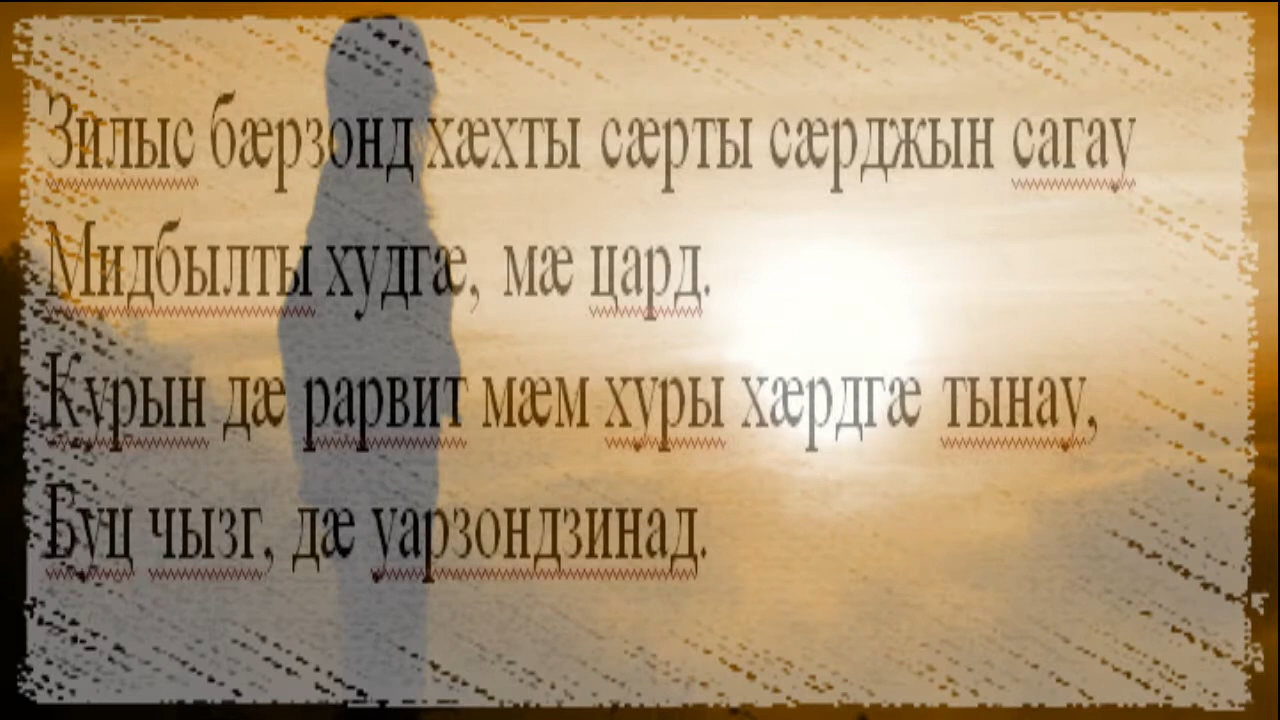 Зилыс бæрзонд хæхты сæрты сæрджын сагау
Мидбылты худгæ, мæ цард.
Курын дæ рарвит мæм хуры хæрдгæ тынау,
Буц чызг, дæ уарзондзинад.